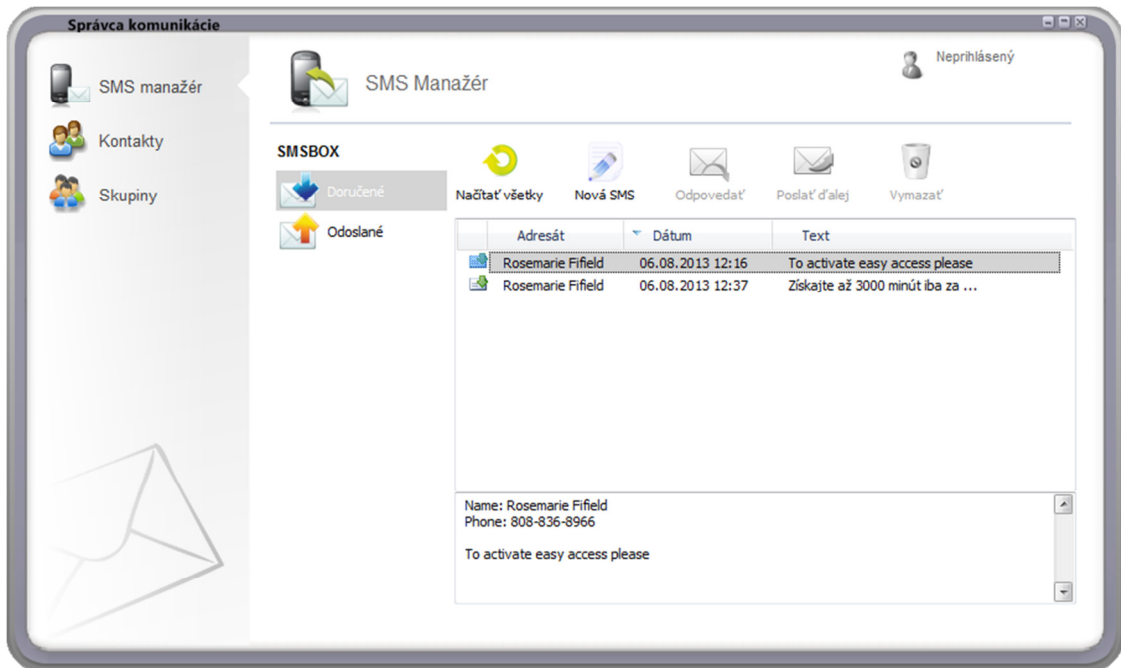 Správca komunikácie
SMS manažér
Kontakty
Skupiny
SMS Manažér
Neprihlásený
SMSBOX
Doručené
Odoslané
Načítať všetky Nová SMS Odpovedať Poslať ďalej Vymazať
Adresát Dátum Text
Rosemarie Fifield 06.08.2013 12:16 To activate easy access please
Rosemarie Fifield 06.08.2013 12:37 Získajte až 3000 minút iba za ...
Name: Rosemarie Fifield
Phone: 808-836-8966
To activate easy access please